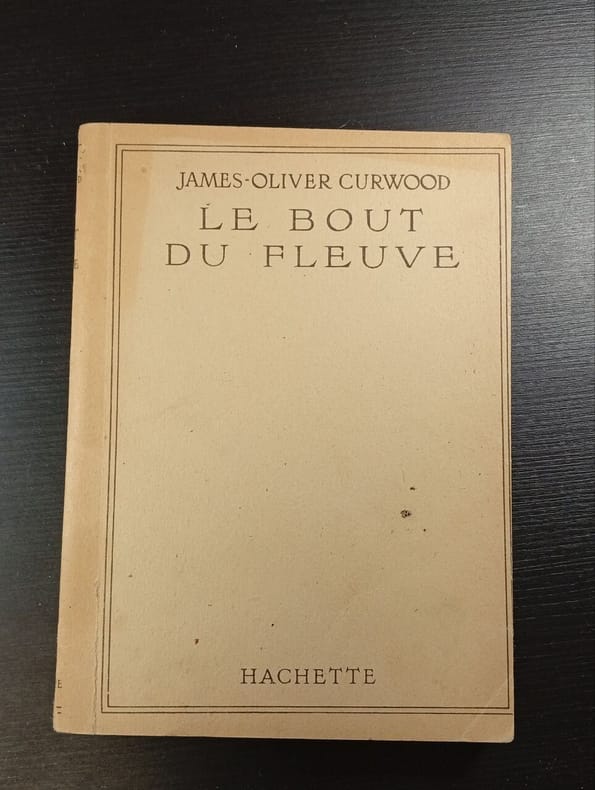 JAMES-OLIVER CURWOOD
LE BOUT
DU FLEUVE
HACHETTE